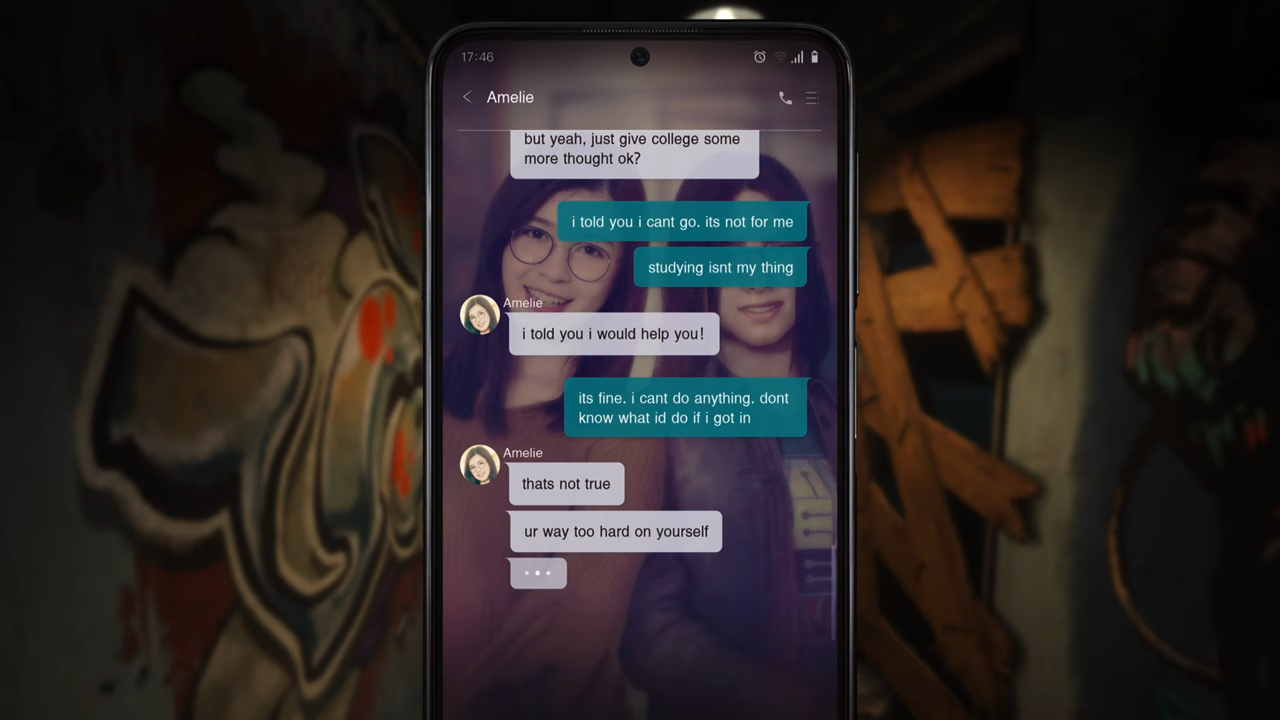 17:46
Amelie
but yeah, just give college some
more thought ok?
i told you i cant go. its not for me
studying isnt my thing
Amelie
i told you i would help you!
its fine. i cant do anything. dont
know what id do if i got in
Amelie
thats not true
ur way too hard on yourself